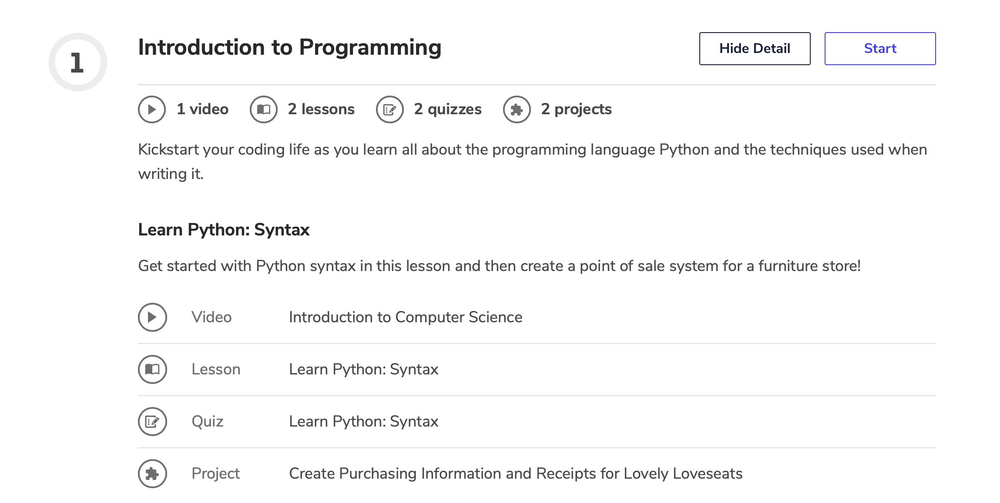 1
Introduction to Programming
Hide Detail
Start
1 video
2 lessons
2 quizzes
2 projects
Kickstart your coding life as you learn all about the programming language Python and the techniques used when
writing it.
Learn Python: Syntax
Get started with Python syntax in this lesson and then create a point of sale system for a furniture store!
Video Introduction to Computer Science
Lesson Learn Python: Syntax
Quiz Learn Python: Syntax
Project Create Purchasing Information and Receipts for Lovely Loveseats